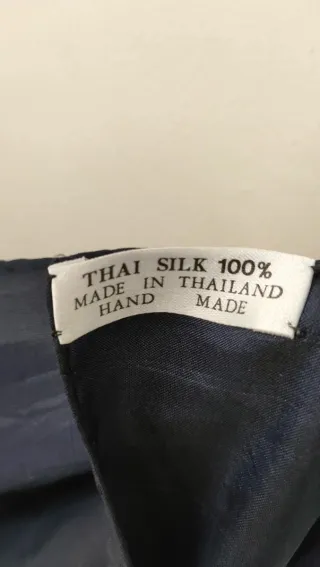 THAI SILK 100%
MADE IN THAILAND
HAND MADE